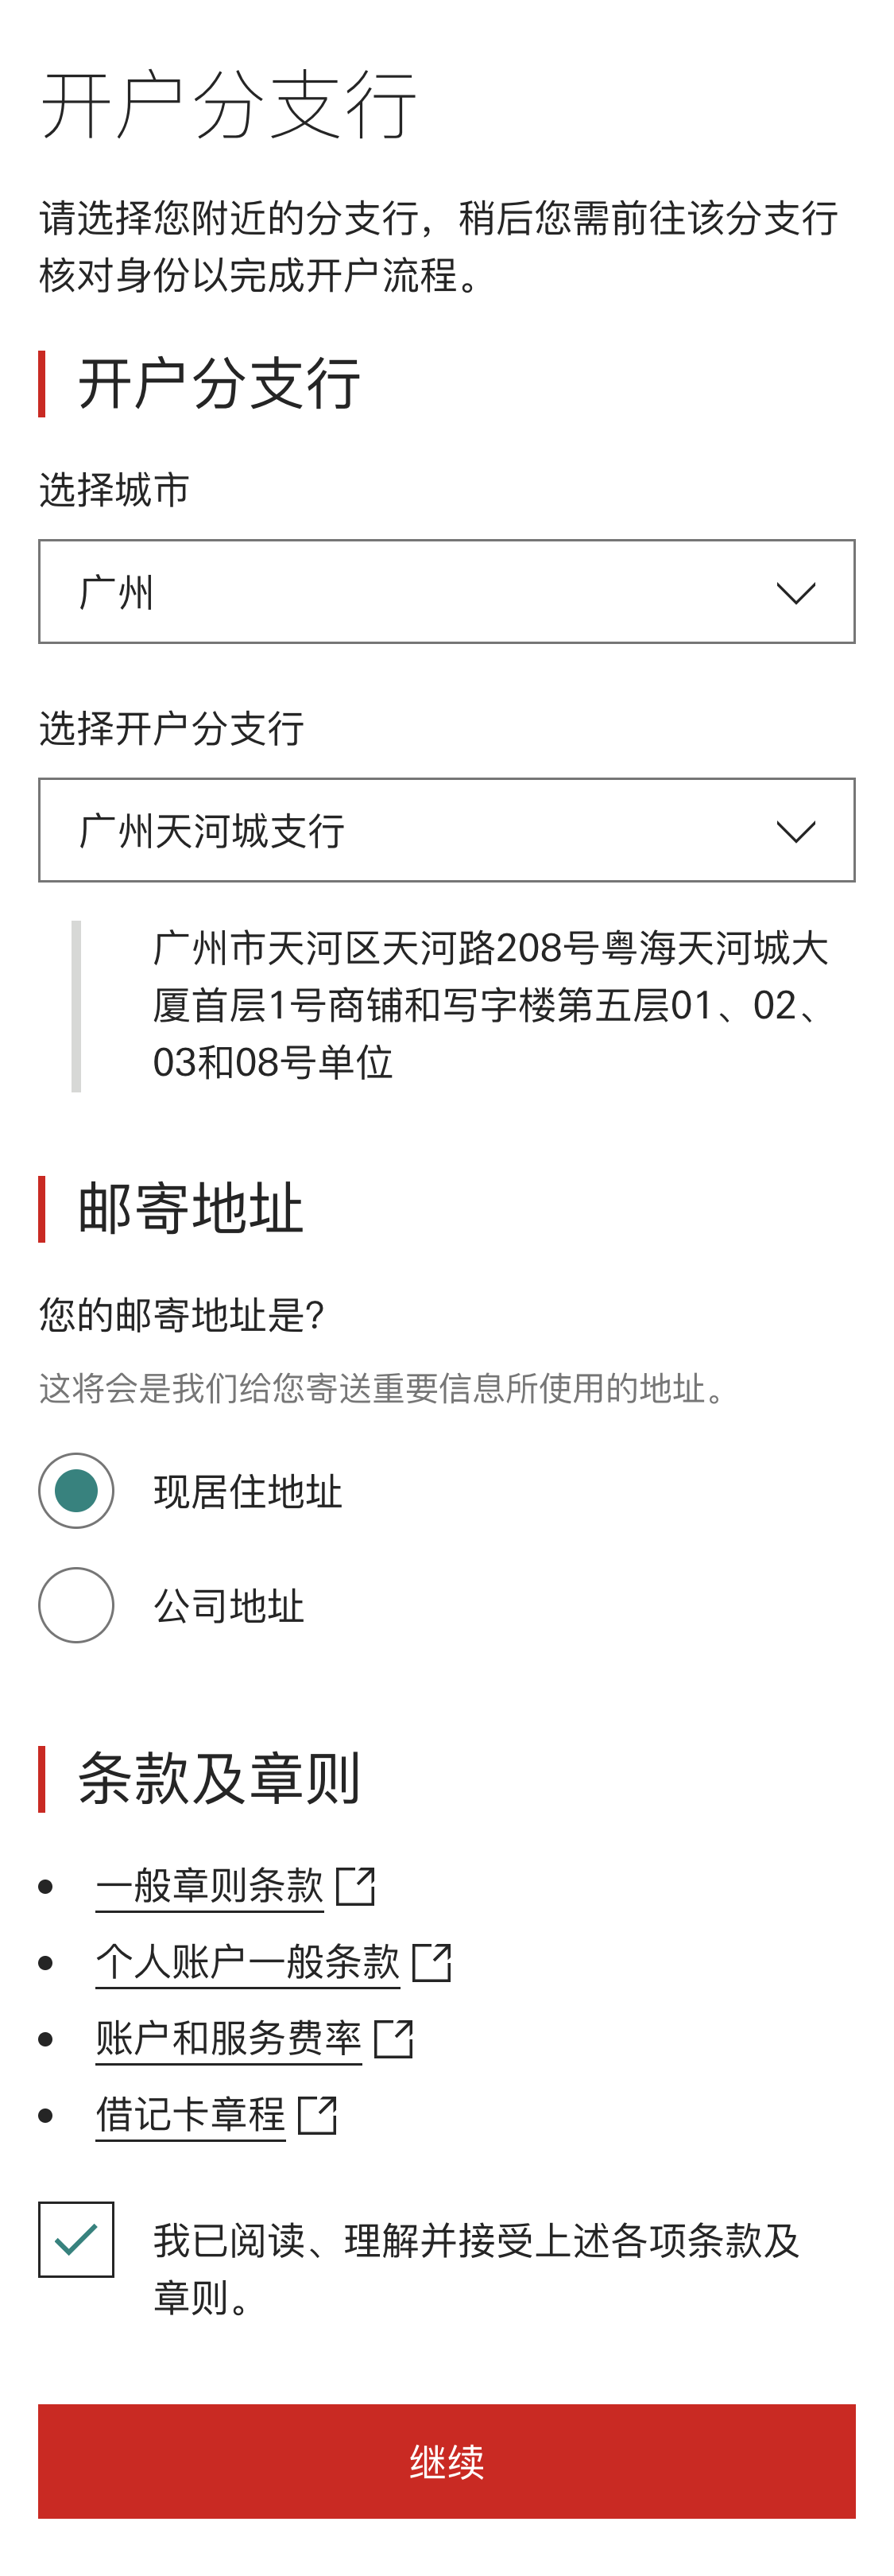 开户分支行
请选择您附近的分支行，稍后您需前往该分支行
核对身份以完成开户流程。
开户分支行
选择城市
广州
选择开户分支行
广州天河城支行
广州市天河区天河路208号粤海天河城大
厦首层1号商铺和写字楼第五层01、02、
03和08号单位
邮寄地址
您的邮寄地址是?
这将会是我们给您寄送重要信息所使用的地址。
现居住地址
公司地址
条款及章则
一般章则条款
个人账户一般条款
账户和服务费率
借记卡章程
我已阅读、理解并接受上述各项条款及
章则。
继续